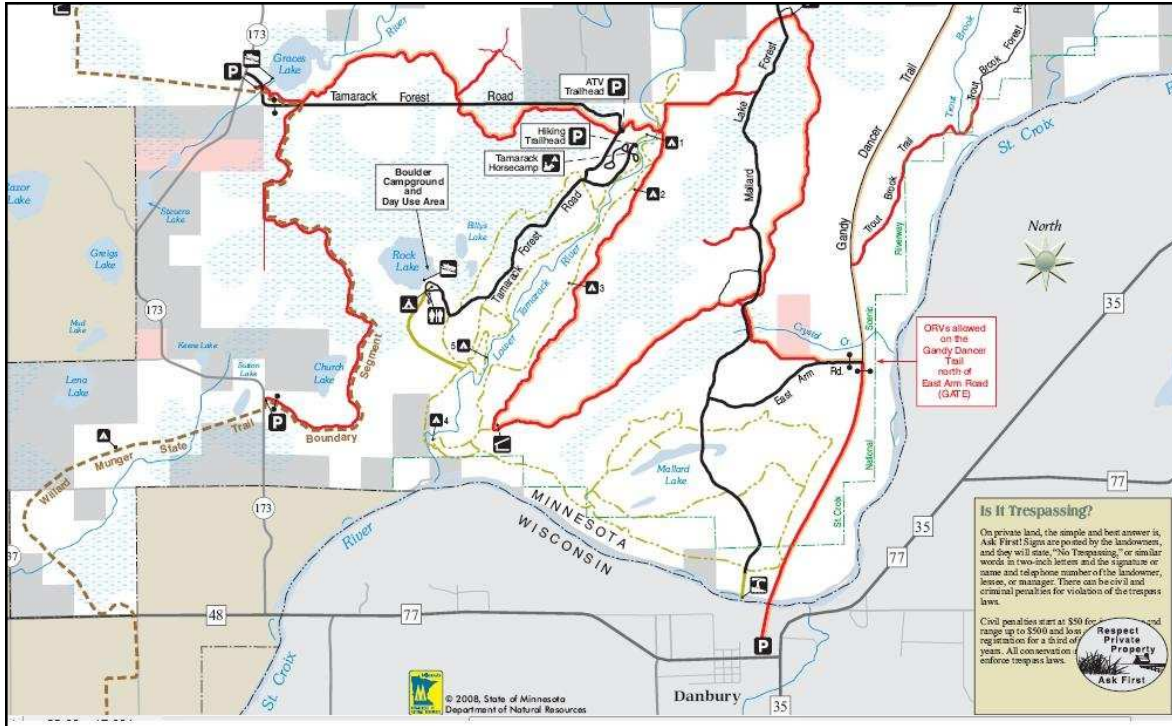 173
River
Graces
Lake
P
Tamarack Forest Road
ATV
Trailhead P
Hiking
Trailhead P
Tamarack
Horsecamp
1
2
3
4
5
Boulder
Campground
and
Day Use Area
Billys
Lake
Rock
Lake
Tamarack Forest Road
Lower Tamarack River
Mallard Lake Forest
Gandy Dancer Trail
Trout Brook Trail
Trout Brook Forest
Trout Brook
St. Croix
North
35
Razor
Lake
Stevens
Lake
Greigs
Lake
173
Mud
Lake
Keene Lake
Lena
Lake
Church
Lake
P
Willard Munger State Trail
Boundary Segment
173
Crystal Cr.
East Arm Rd.
ORVs allowed
on the
Gandy Dancer
Trail
north of
East Arm Road
(GATE)
St. Croix National Scenic Riverway
Mallard
Lake
MINNESOTA
WISCONSIN
St. Croix River
77
35
77
48
77
P
35
Danbury
© 2008, State of Minnesota
Department of Natural Resources
Is It Trespassing?
On private land, the simple and best answer is,
Ask First! Signs are posted by the landowners,
and they will state, "No Trespassing," or similar
words in two-inch letters and the signature or
name and telephone number of the landowner,
lessee, or manager. There can be civil and
criminal penalties for violation of the trespass
laws.
Civil penalties start at $50 for and
range up to $500 and loss
registration for a third
years. All conservation
enforce trespass laws.
Respect
Private
Property
Ask First